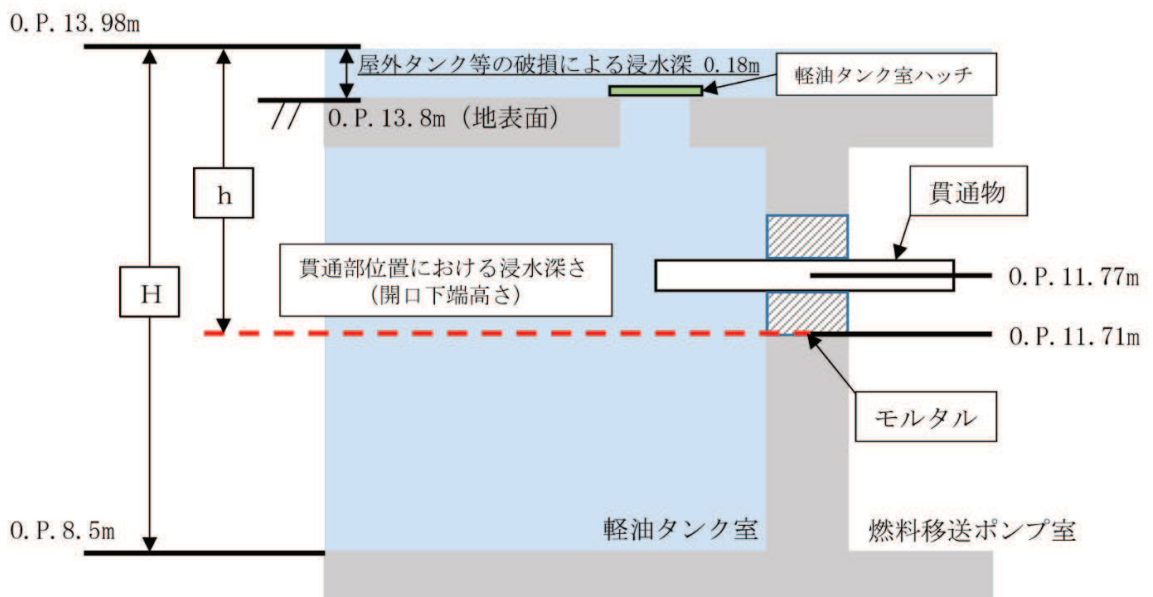 O.P.13.98m
屋外タンク等の破損による浸水深 0.18m
軽油タンク室ハッチ
O.P.13.8m（地表面）
h
貫通物
H
貫通部位置における浸水深さ
（開口下端高さ）
O.P.11.77m
O.P.11.71m
モルタル
O.P.8.5m
軽油タンク室
燃料移送ポンプ室